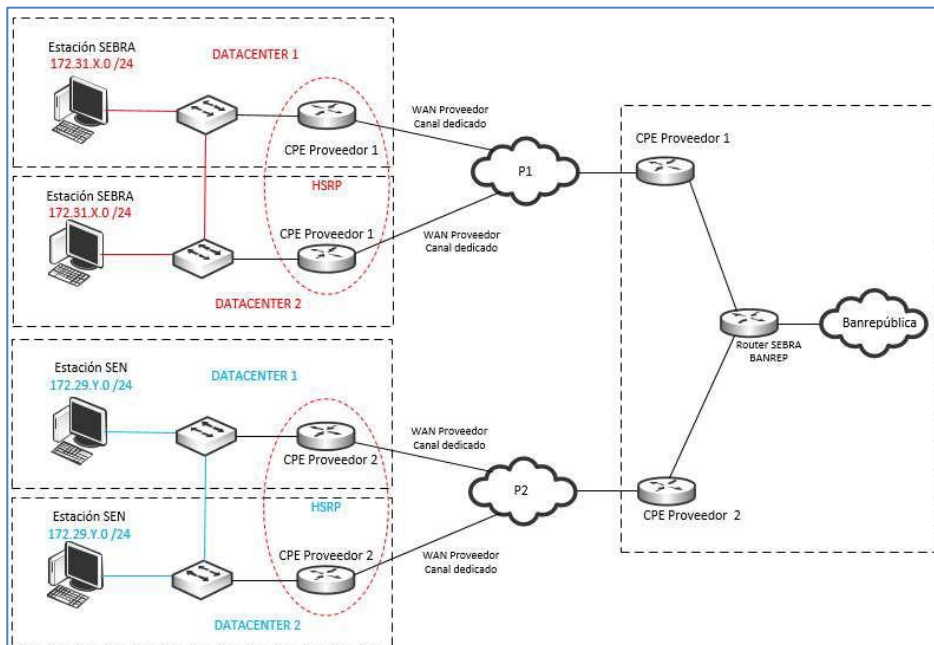 Estación SEBRA
172.31.X.0 /24
DATACENTER 1
CPE Proveedor 1
WAN Proveedor
Canal dedicado
HSRP
Estación SEBRA
172.31.X.0 /24
CPE Proveedor 1
DATACENTER 2
WAN Proveedor
Canal dedicado
P1
CPE Proveedor 1
Router SEBRA
BANREP
Banrepública
Estación SEN
172.29.Y.0 /24
DATACENTER 1
CPE Proveedor 2
WAN Proveedor
Canal dedicado
HSRP
Estación SEN
172.29.Y.0 /24
CPE Proveedor 2
DATACENTER 2
WAN Proveedor
Canal dedicado
P2
CPE Proveedor 2